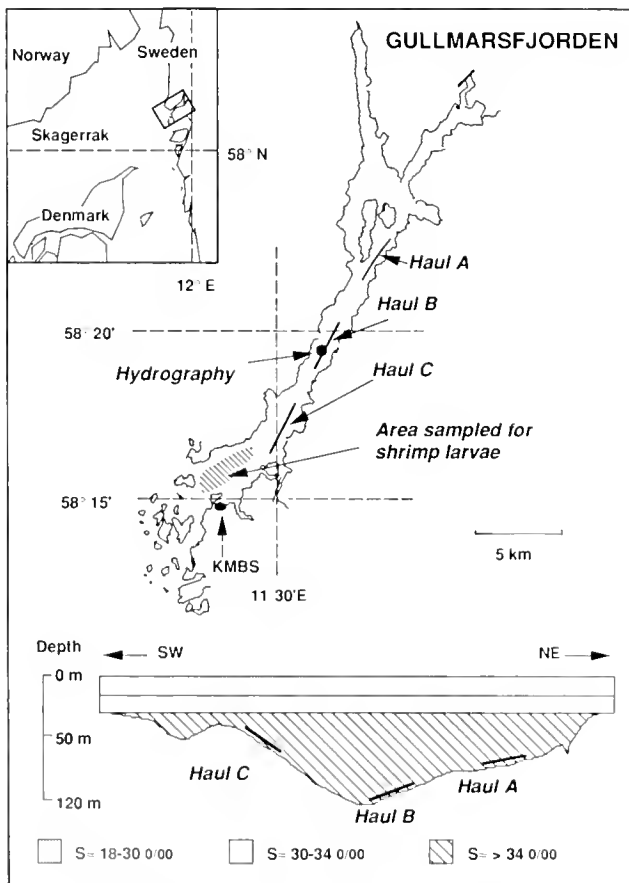 GULLMARSFJORDEN
Norway
Sweden
Skagerrak
58° N
Denmark
12° E
Haul A
Haul B
58° 20'
Hydrography
Haul C
Area sampled for
shrimp larvae
58° 15'
5 km
KMBS
11 30'E
Depth
SW
NE
0 m
50 m
Haul C
Haul A
120 m
Haul B
S= 18-30 0/00
S= 30-34 0/00
S= > 34 0/00